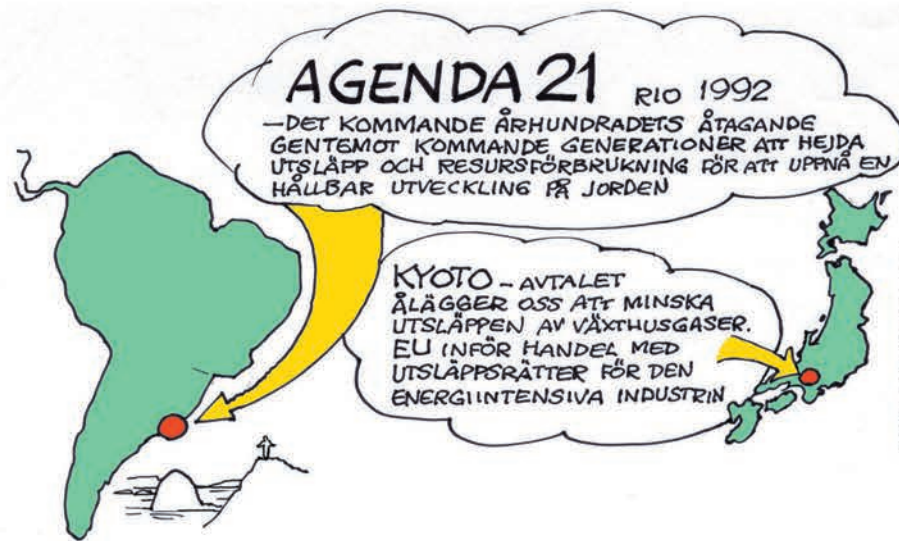 AGENDA 21 RIO 1992
– DET KOMMANDE ÅRHUNDRADETS ÅTAGANDE
GENTEMOT KOMMANDE GENERATIONER ATT HEJDA
UTSLÄPP OCH RESURSFÖRBRUKNING FÖR ATT UPPNÅ EN
HÅLLBAR UTVECKLING PÅ JORDEN
KYOTO – AVTALET
ÅLÄGGER OSS ATT MINSKA
UTSLÄPPEN AV VÄXTHUSGASER.
EU INFÖR HANDEL MED
UTSLÄPPSRÄTTER FÖR DEN
ENERGIINTENSIVA INDUSTRIN